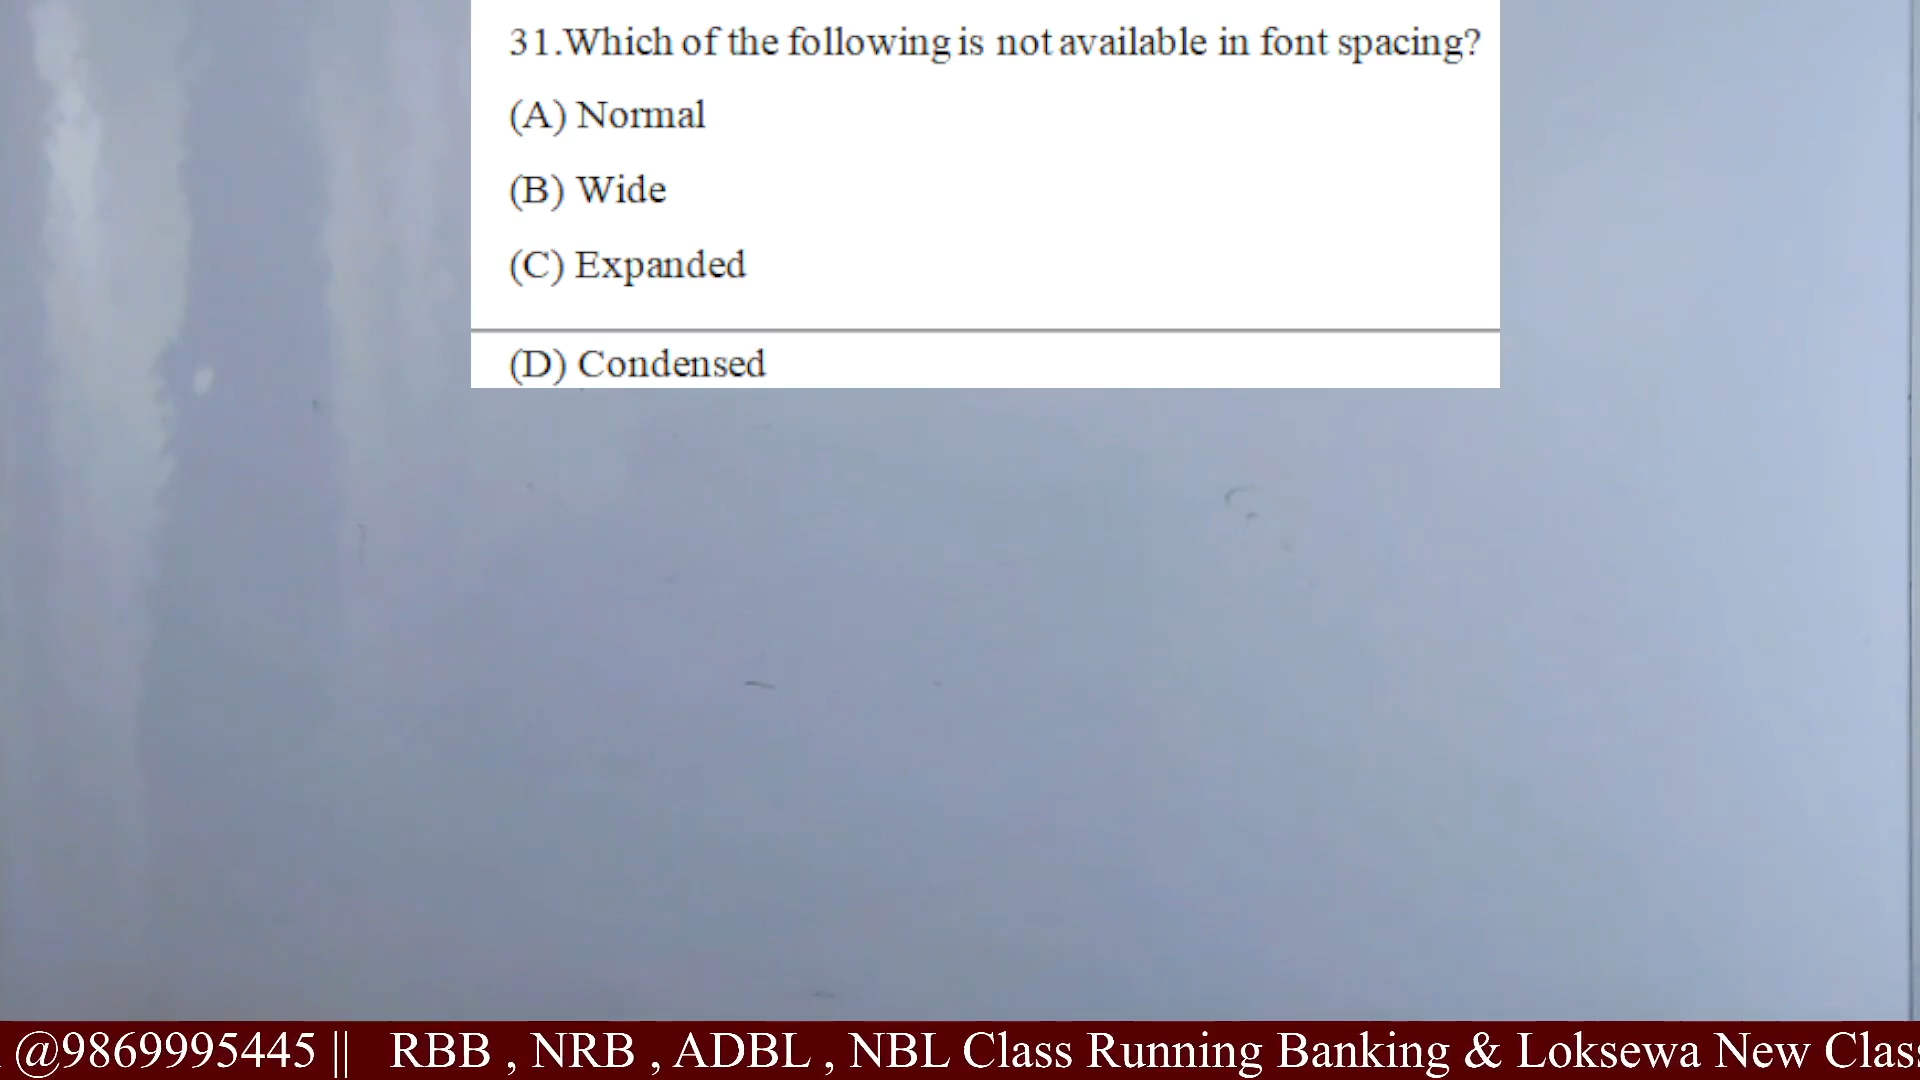 31.Which of the following is not available in font spacing?
(A) Normal
(B) Wide
(C) Expanded
(D) Condensed
@9869995445 || RBB , NRB , ADBL , NBL Class Running Banking & Loksewa New Clas